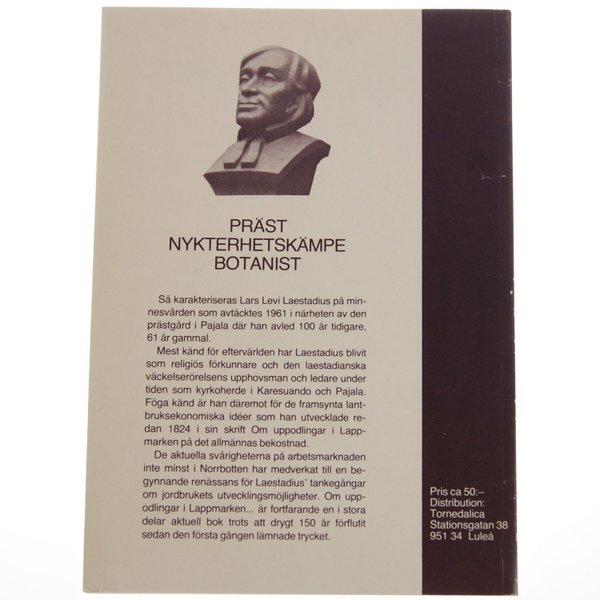 PRÄST
NYKTERHETSKÄMPE
BOTANIST
Så karakteriseras Lars Levi Laestadius på min-
nesvården som avtäcktes 1961 i närheten av den
prästgård i Pajala där han avled 100 år tidigare,
61 år gammal.
Mest känd för eftervärlden har Laestadius blivit
som religiös förkunnare och den laestadianska
väckelserörelsens upphovsman och ledare under
tiden som kyrkoherde i Karesuando och Pajala.
Föga känd är han däremot för de framsynta lant-
bruksekonomiska idéer som han utvecklade re-
dan 1824 i sin skrift Om uppodlingar i Lapp-
marken på det allmännas bekostnad.
De aktuella svårigheterna på arbetsmarknaden
inte minst i Norrbotten har medverkat till en be-
gynnande renässans för Laestadius' tankegångar
om jordbrukets utvecklingsmöjligheter. Om upp-
odlingar i Lappmarken... är fortfarande en i stora
delar aktuell bok trots att drygt 150 år förflutit
sedan den första gången lämnade trycket.
Pris ca 50:–
Distribution:
Tornedalica
Stationsgatan 38
951 34 Luleå